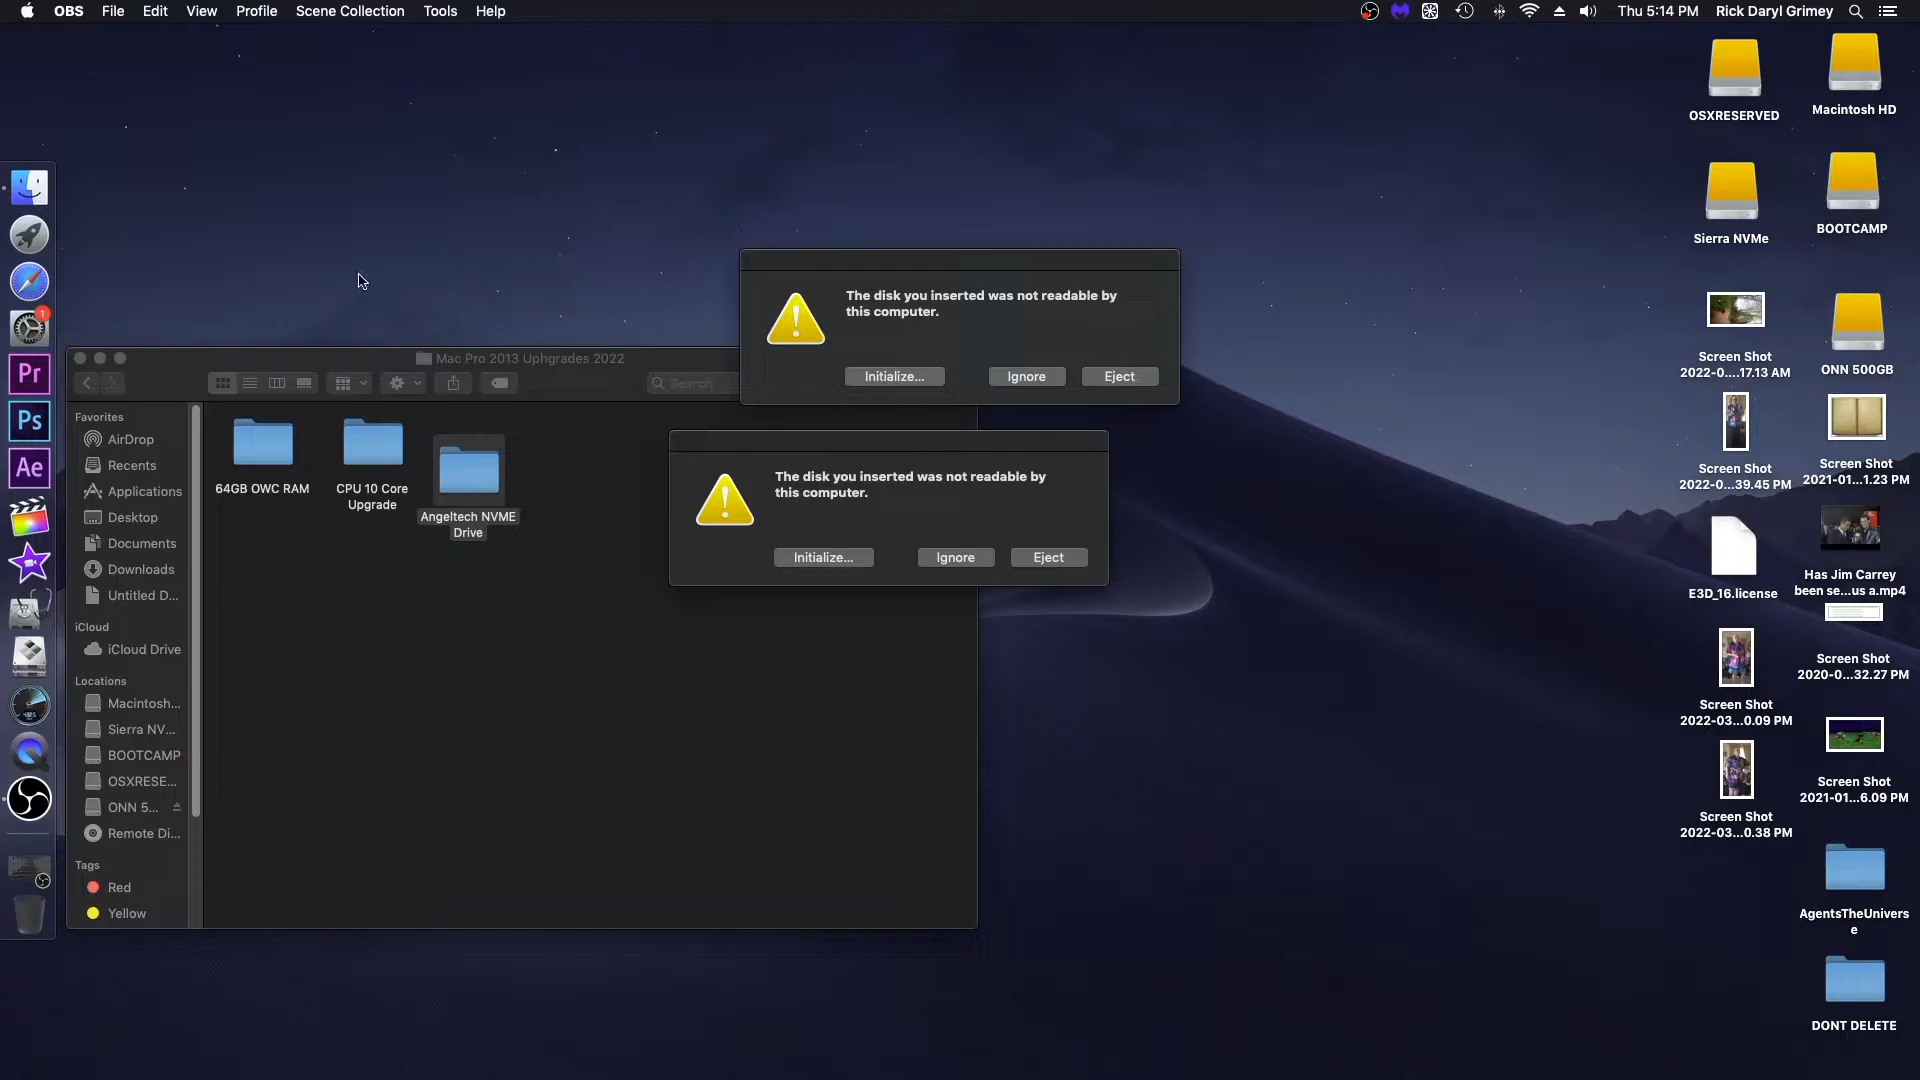 OBS File Edit View Profile Scene Collection Tools Help
Thu 5:14 PM Rick Daryl Grimey
OSXRESERVED
Macintosh HD
Sierra NVMe
BOOTCAMP
Screen Shot
2022-0....17.13 AM
ONN 500GB
Screen Shot
2022-0...39.45 PM
Screen Shot
2021-01...1.23 PM
E3D_16.license
Has Jim Carrey
been se...us a.mp4
Screen Shot
2022-03...0.09 PM
Screen Shot
2020-0...32.27 PM
Screen Shot
2022-03...0.38 PM
Screen Shot
2021-01...6.09 PM
AgentsTheUnivers
e
DONT DELETE
1
Pr
Ps
Ae
Mac Pro 2013 Uphgrades 2022
Search
Favorites
AirDrop
Recents
Applications
Desktop
Documents
Downloads
Untitled D...
iCloud
iCloud Drive
Locations
Macintosh...
Sierra NV...
BOOTCAMP
OSXRESE...
ONN 5...
Remote Di...
Tags
Red
Yellow
64GB OWC RAM
CPU 10 Core
Upgrade
Angeltech NVME
Drive
The disk you inserted was not readable by
this computer.
Initialize... Ignore Eject
The disk you inserted was not readable by
this computer.
Initialize... Ignore Eject